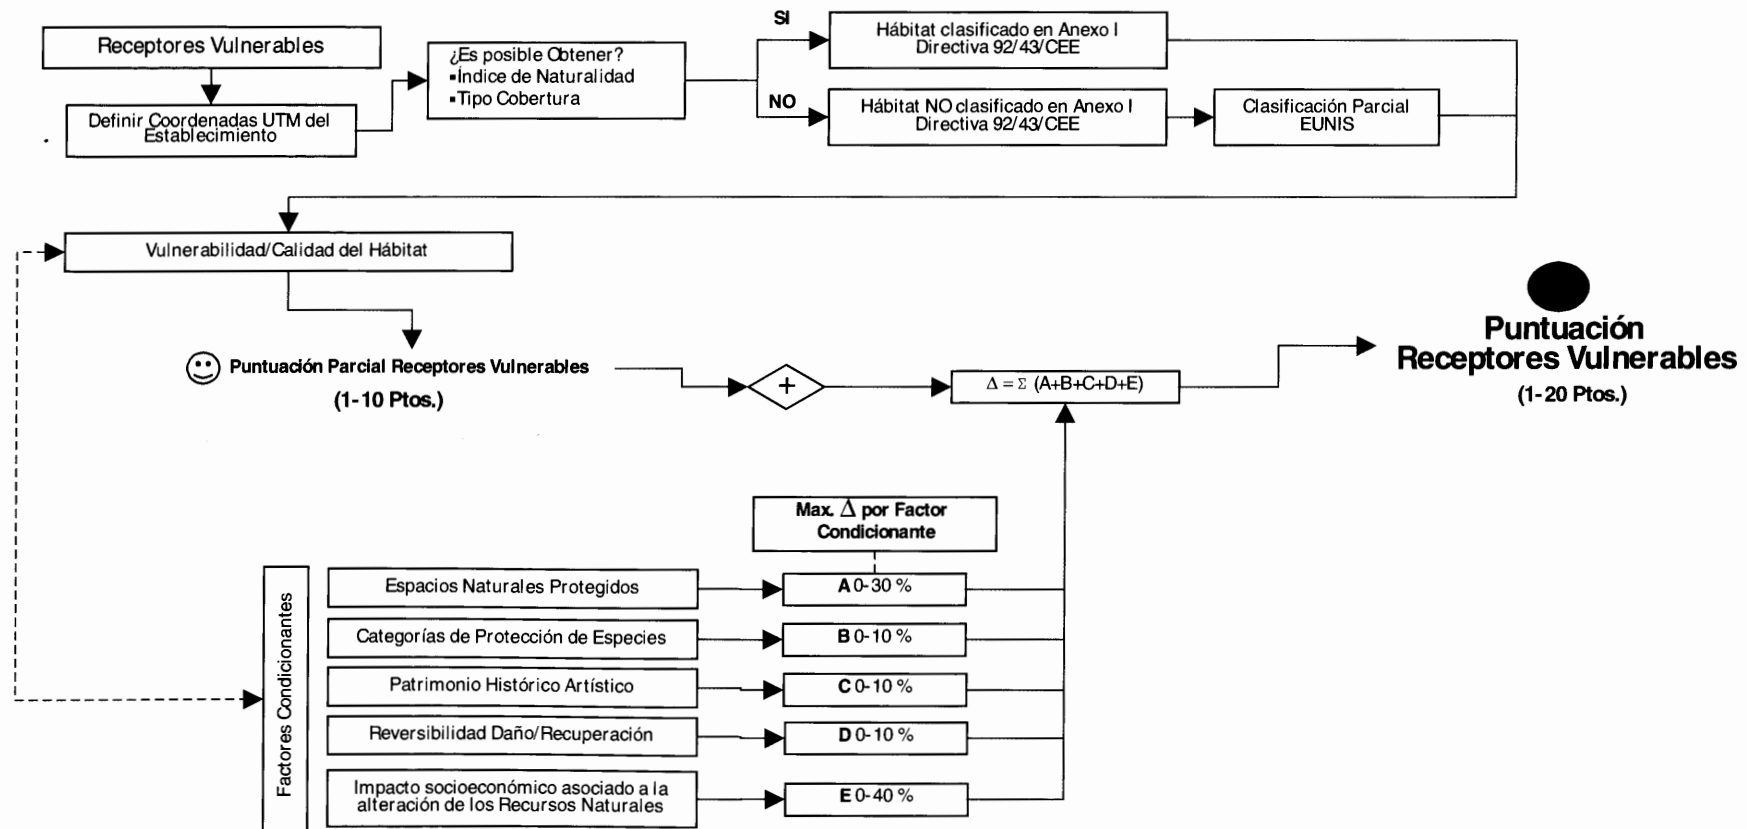 Receptores Vulnerables
Definir Coordenadas UTM del
Establecimiento
¿Es posible Obtener?
▪Índice de Naturalidad
▪Tipo Cobertura
SI
NO
Hábitat clasificado en Anexo I
Directiva 92/43/CEE
Hábitat NO clasificado en Anexo I
Directiva 92/43/CEE
Clasificación Parcial
EUNIS
Vulnerabilidad/Calidad del Hábitat
Puntuación Parcial Receptores Vulnerables
(1-10 Ptos.)
+
Δ = Σ (A+B+C+D+E)
Puntuación
Receptores Vulnerables
(1-20 Ptos.)
Max. Δ por Factor
Condicionante
Factores Condicionantes
Espacios Naturales Protegidos
A 0-30 %
Categorías de Protección de Especies
B 0-10 %
Patrimonio Histórico Artístico
C 0-10 %
Reversibilidad Daño/Recuperación
D 0-10 %
Impacto socioeconómico asociado a la
alteración de los Recursos Naturales
E 0-40 %